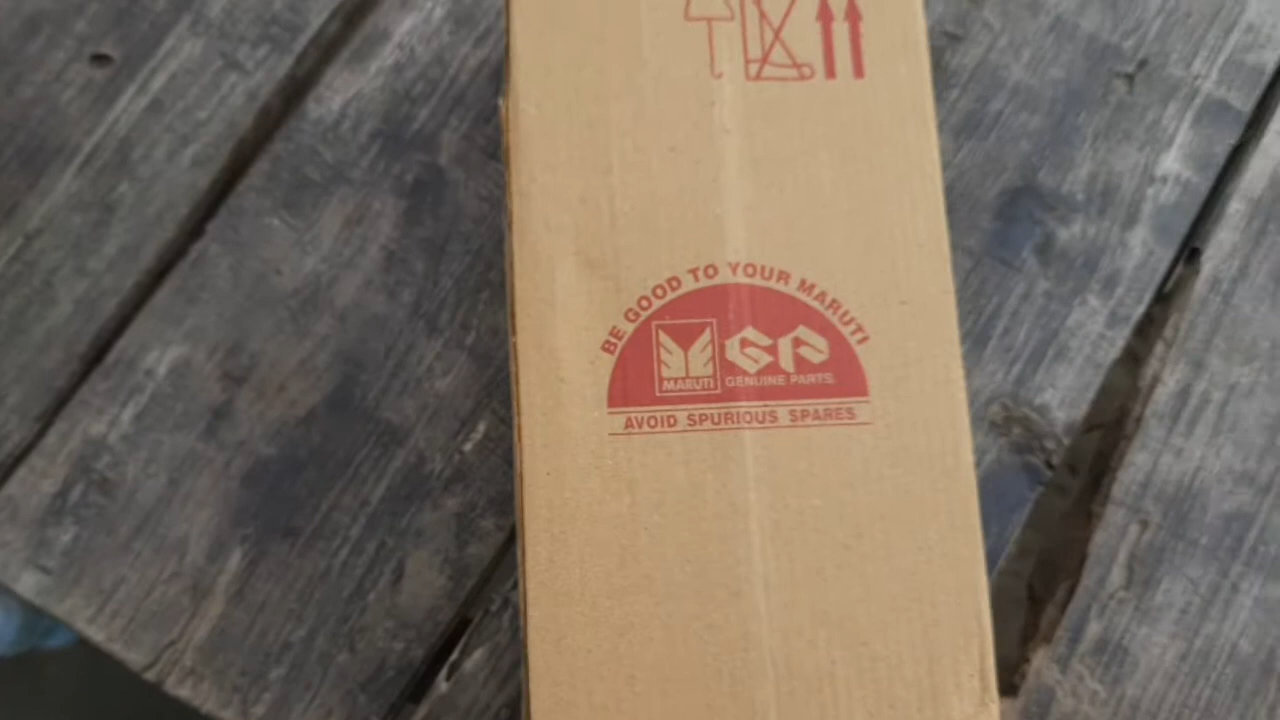 BE GOOD TO YOUR MARUTI
MARUTI
GP
GENUINE PARTS
AVOID SPURIOUS SPARES